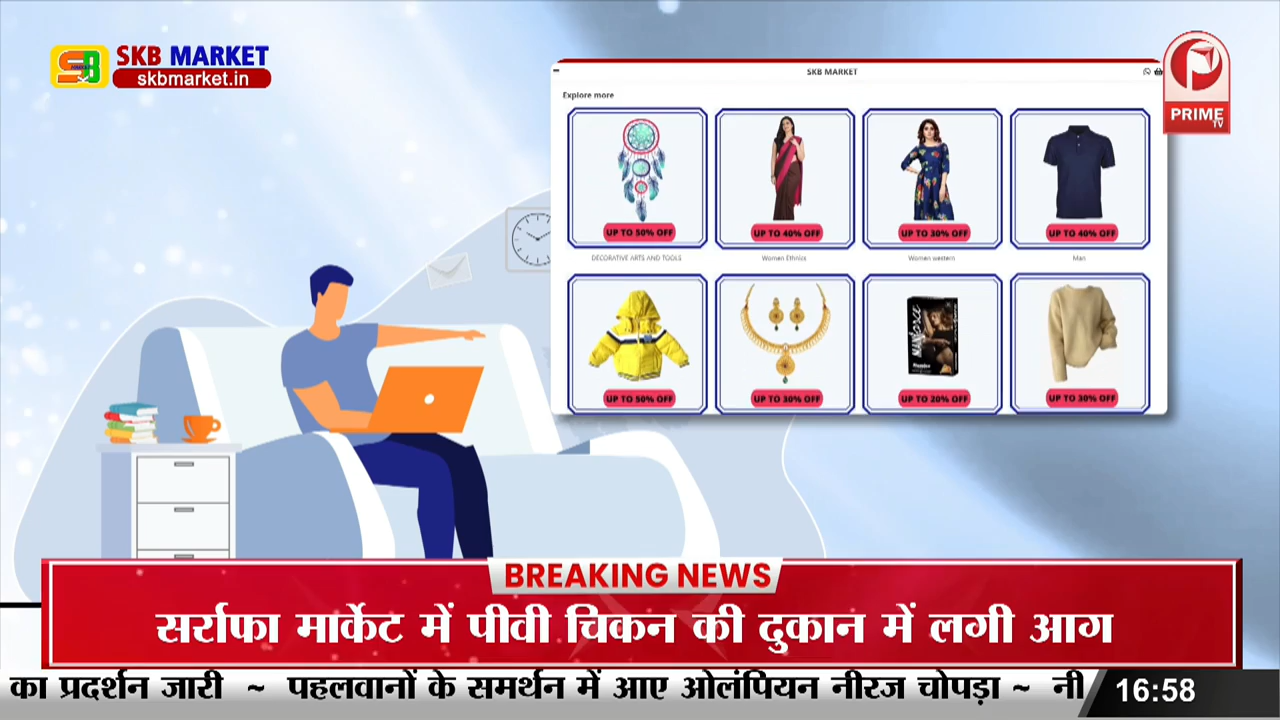 SB
SKB MARKET
skbmarket.in
SKB MARKET
Explore more
UP TO 50% OFF
UP TO 40% OFF
UP TO 30% OFF
UP TO 40% OFF
DECORATIVE ARTS AND TOOLS
Women Ethnics
Women western
Man
MANFORCE
UP TO 50% OFF
UP TO 30% OFF
UP TO 20% OFF
UP TO 30% OFF
PRIME
TV
BREAKING NEWS
सर्राफा मार्केट में पीवी चिकन की दुकान में लगी आग
का प्रदर्शन जारी ~ पहलवानों के समर्थन में आए ओलंपियन नीरज चोपड़ा ~ नी
16:58